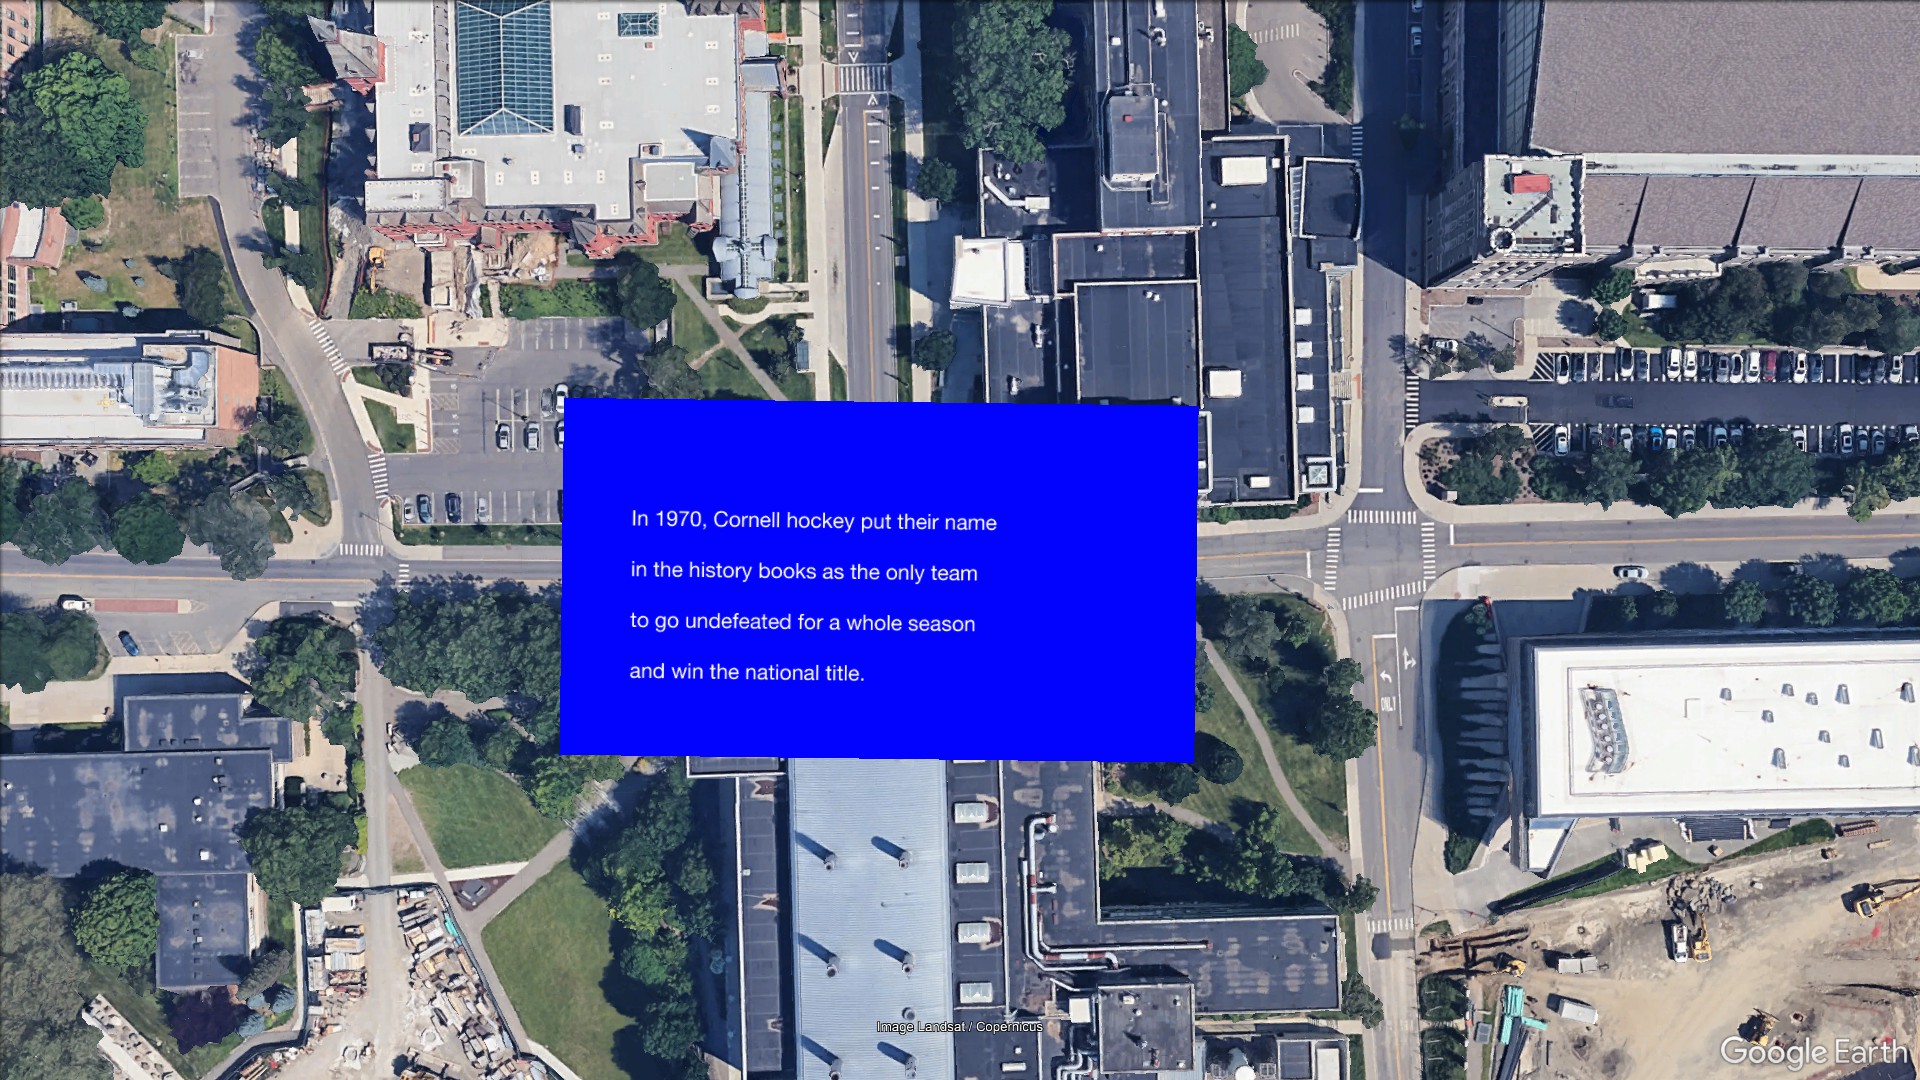 In 1970, Cornell hockey put their name
in the history books as the only team
to go undefeated for a whole season
and win the national title.
ONLY
Image Landsat / Copernicus
Google Earth